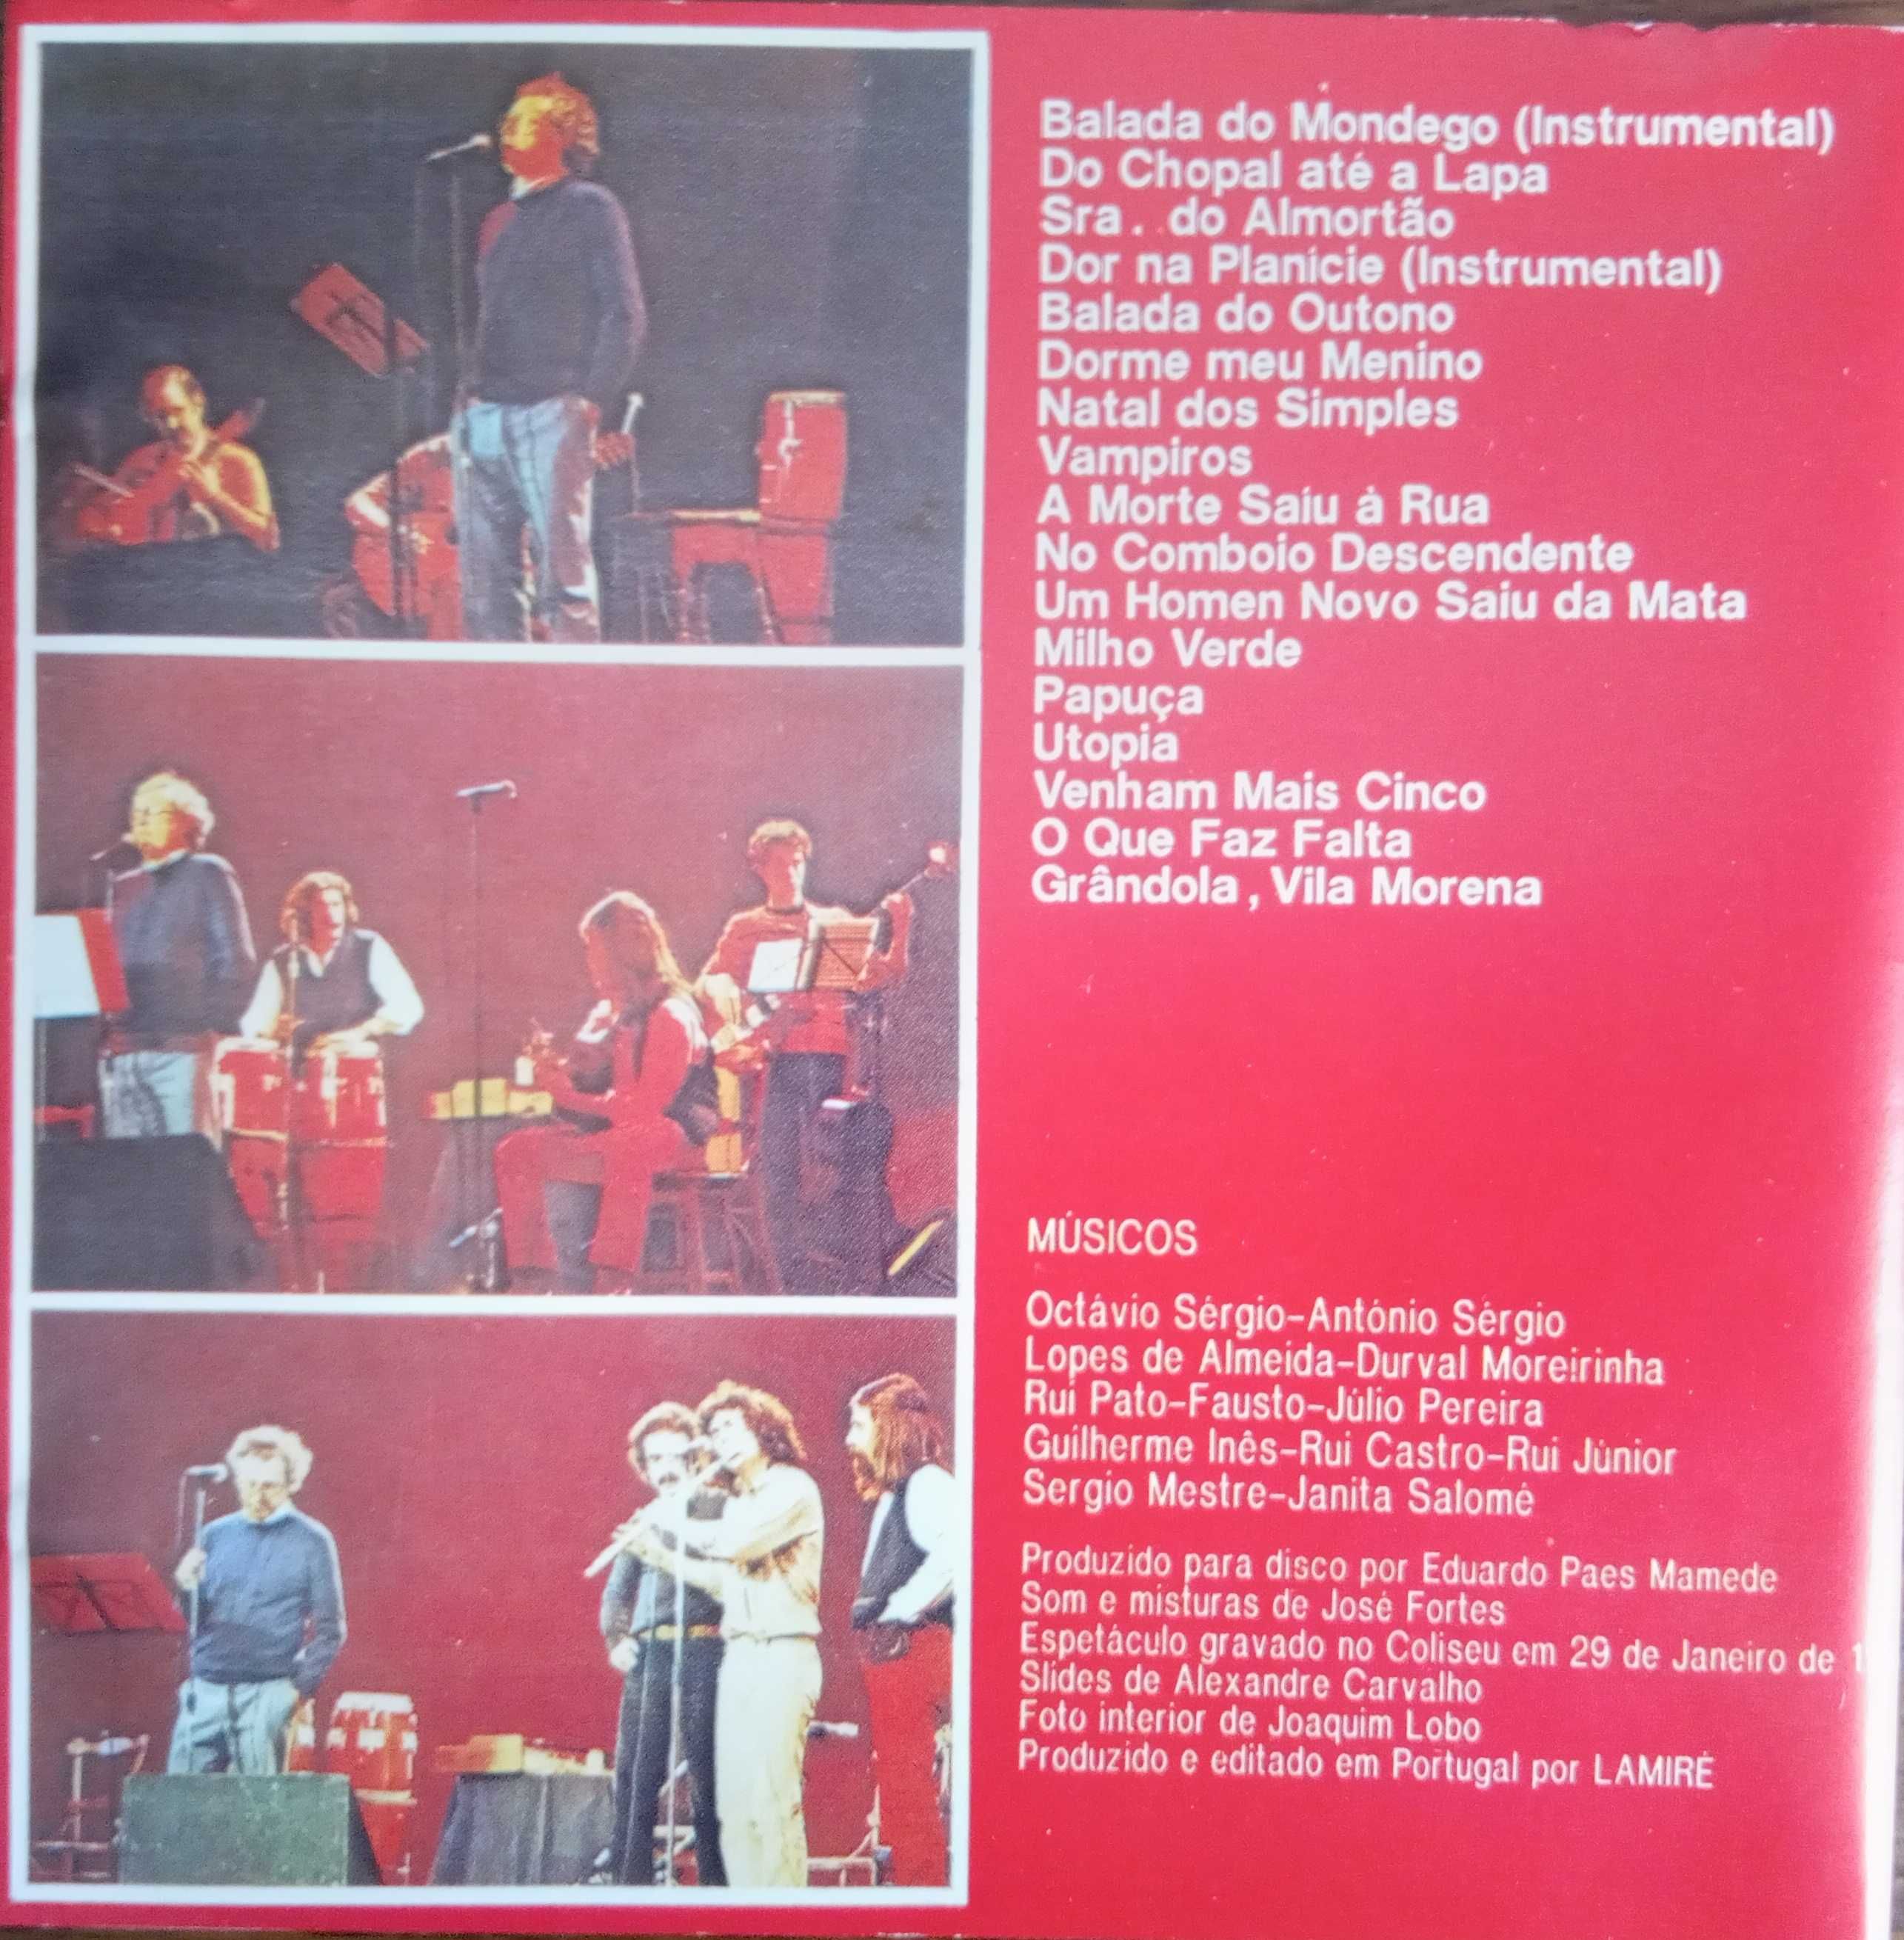 Balada do Mondego (Instrumental)
Do Chopal até a Lapa
Sra. do Almortão
Dor na Planície (Instrumental)
Balada do Outono
Dorme meu Menino
Natal dos Simples
Vampiros
A Morte Saíu à Rua
No Comboio Descendente
Um Homen Novo Saiu da Mata
Milho Verde
Papuça
Utopia
Venham Mais Cinco
O Que Faz Falta
Grândola, Vila Morena
MÚSICOS
Octávio Sérgio-António Sérgio
Lopes de Almeida-Durval Moreirinha
Rui Pato-Fausto-Júlio Pereira
Guilherme Inês-Rui Castro-Rui Júnior
Sergio Mestre-Janita Salomé
Produzido para disco por Eduardo Paes Mamede
Som e misturas de José Fortes
Espetáculo gravado no Coliseu em 29 de Janeiro de
Slides de Alexandre Carvalho
Foto interior de Joaquim Lobo
Produzido e editado em Portugal por LAMIRÉ